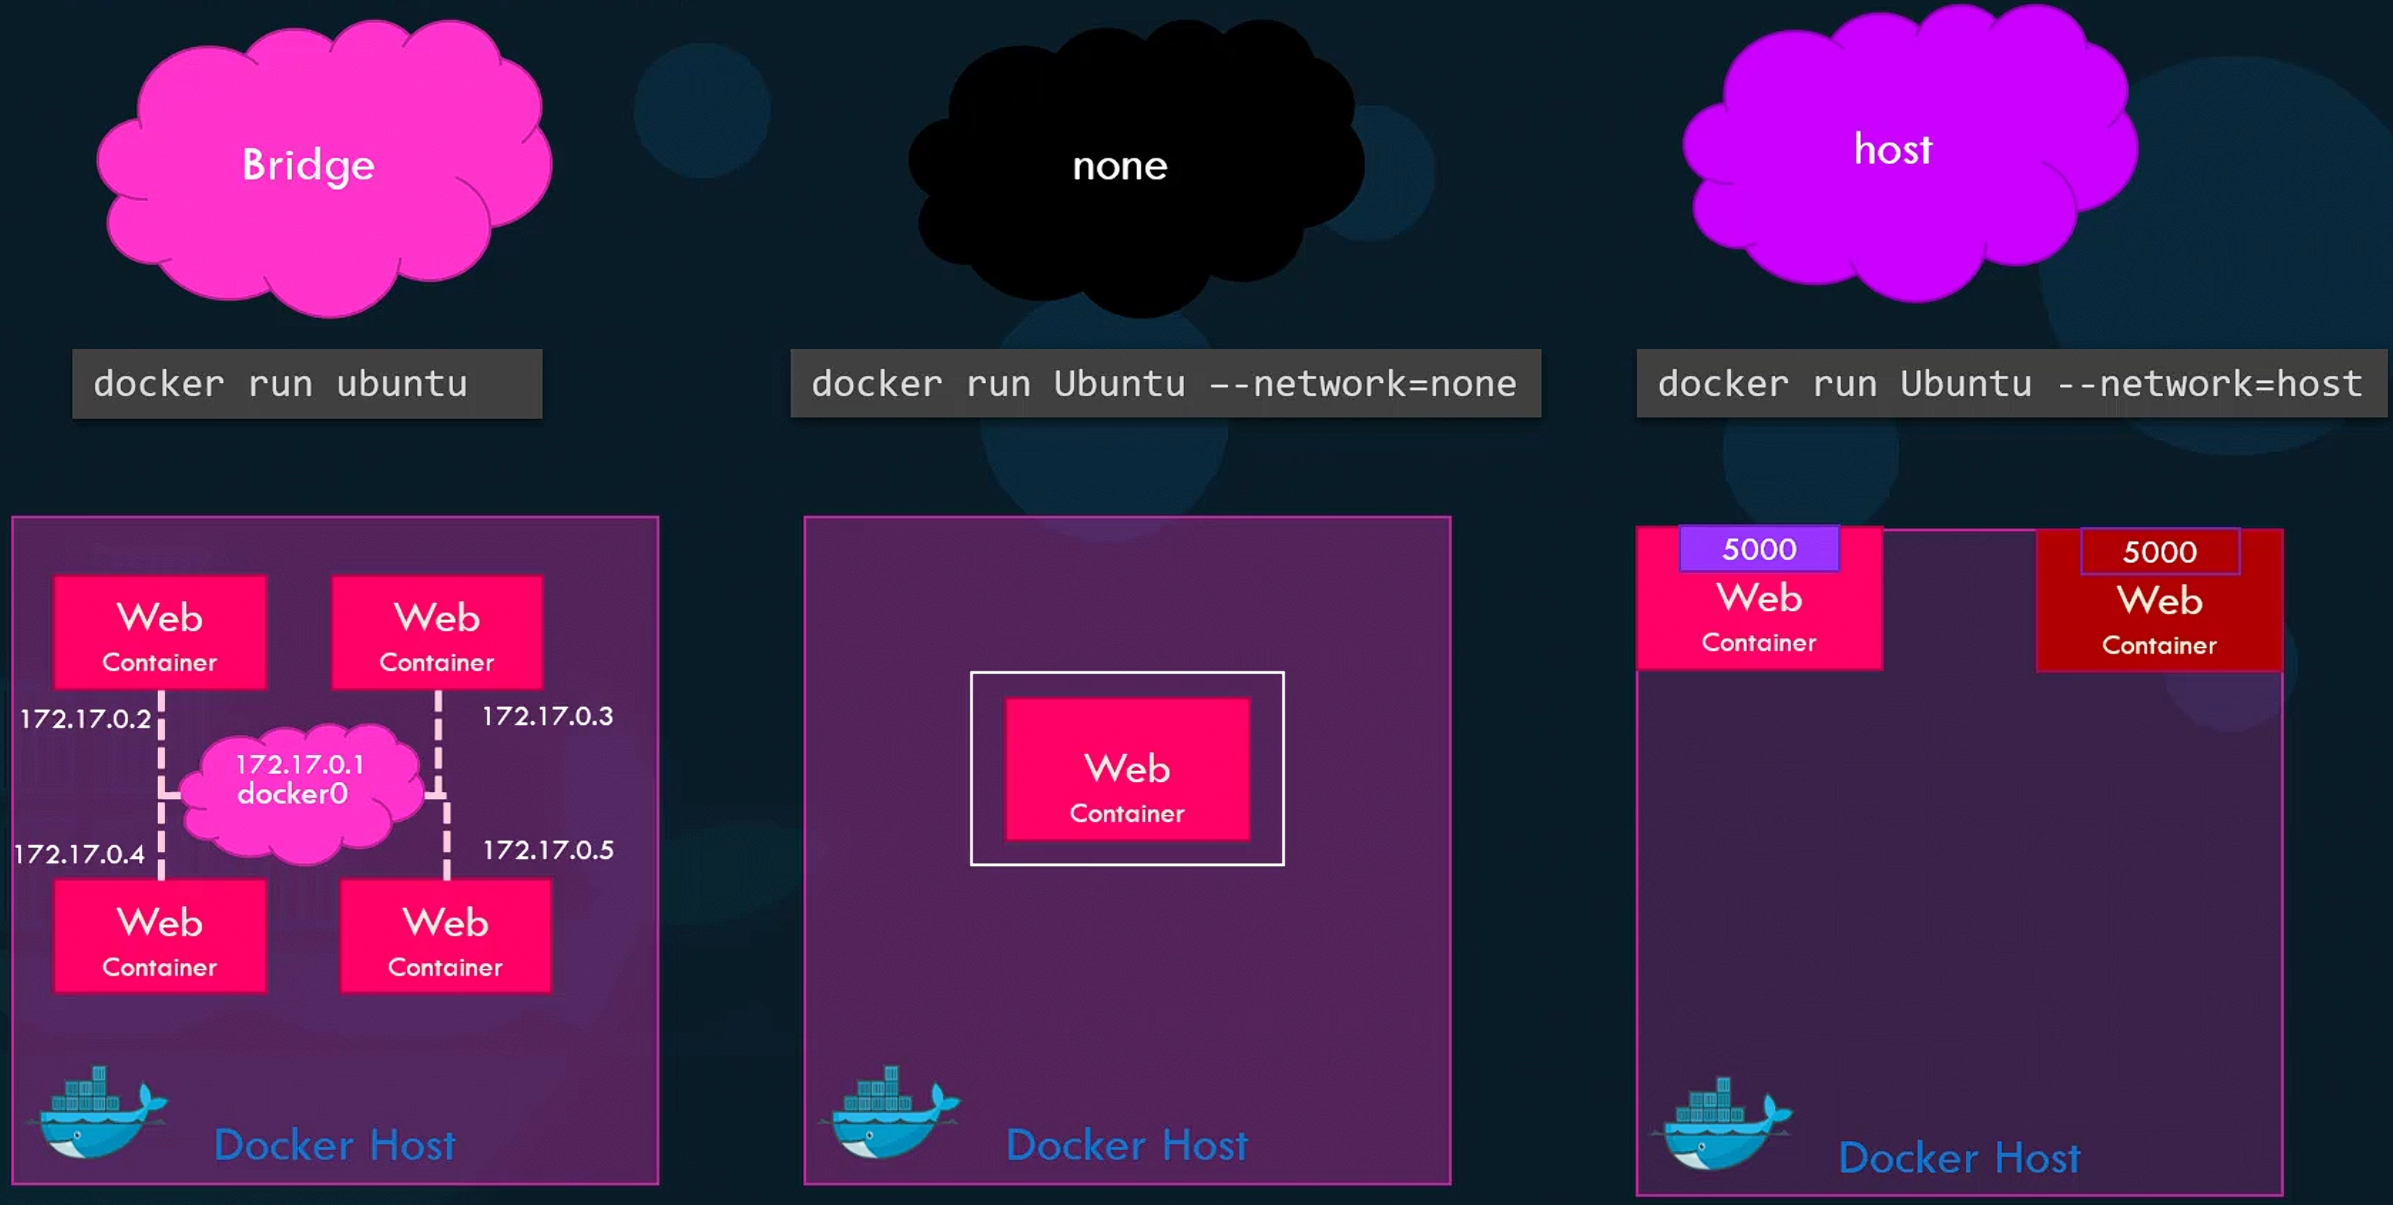 Bridge
none
host
docker run ubuntu
docker run Ubuntu –-network=none
docker run Ubuntu --network=host
Web
Container
Web
Container
172.17.0.2
172.17.0.3
172.17.0.1
docker0
172.17.0.4
172.17.0.5
Web
Container
Web
Container
Docker Host
Web
Container
Docker Host
5000
Web
Container
5000
Web
Container
Docker Host